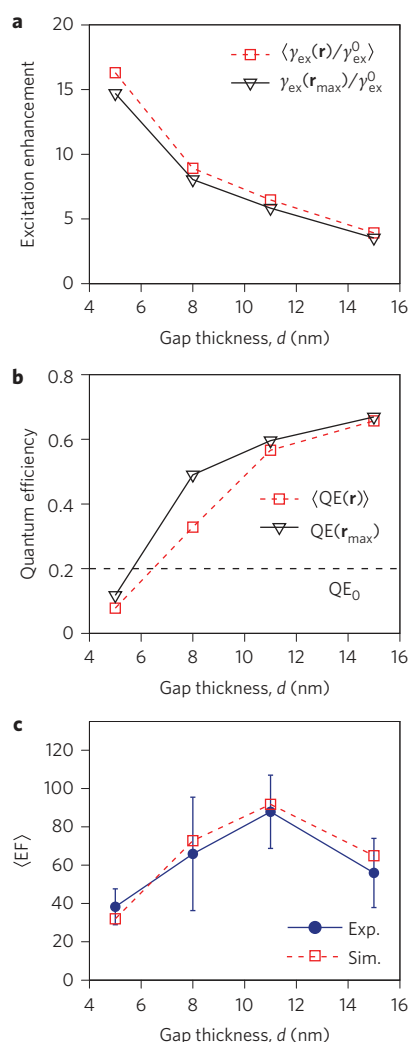 a
20
15
10
5
0
Excitation enhancement
⟨γex(r)/γ⁰ex⟩
γex(rmax)/γ⁰ex
4 6 8 10 12 14 16
Gap thickness, d (nm)
b
0.8
0.6
0.4
0.2
0
Quantum efficiency
⟨QE(r)⟩
QE(rmax)
QE₀
4 6 8 10 12 14 16
Gap thickness, d (nm)
c
120
100
80
60
40
20
0
⟨EF⟩
Exp.
Sim.
4 6 8 10 12 14 16
Gap thickness, d (nm)